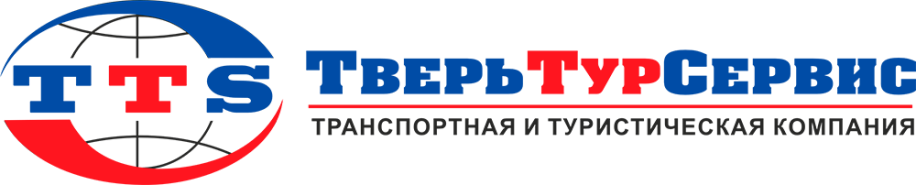 TTS
ТверьТурСервис
ТРАНСПОРТНАЯ И ТУРИСТИЧЕСКАЯ КОМПАНИЯ